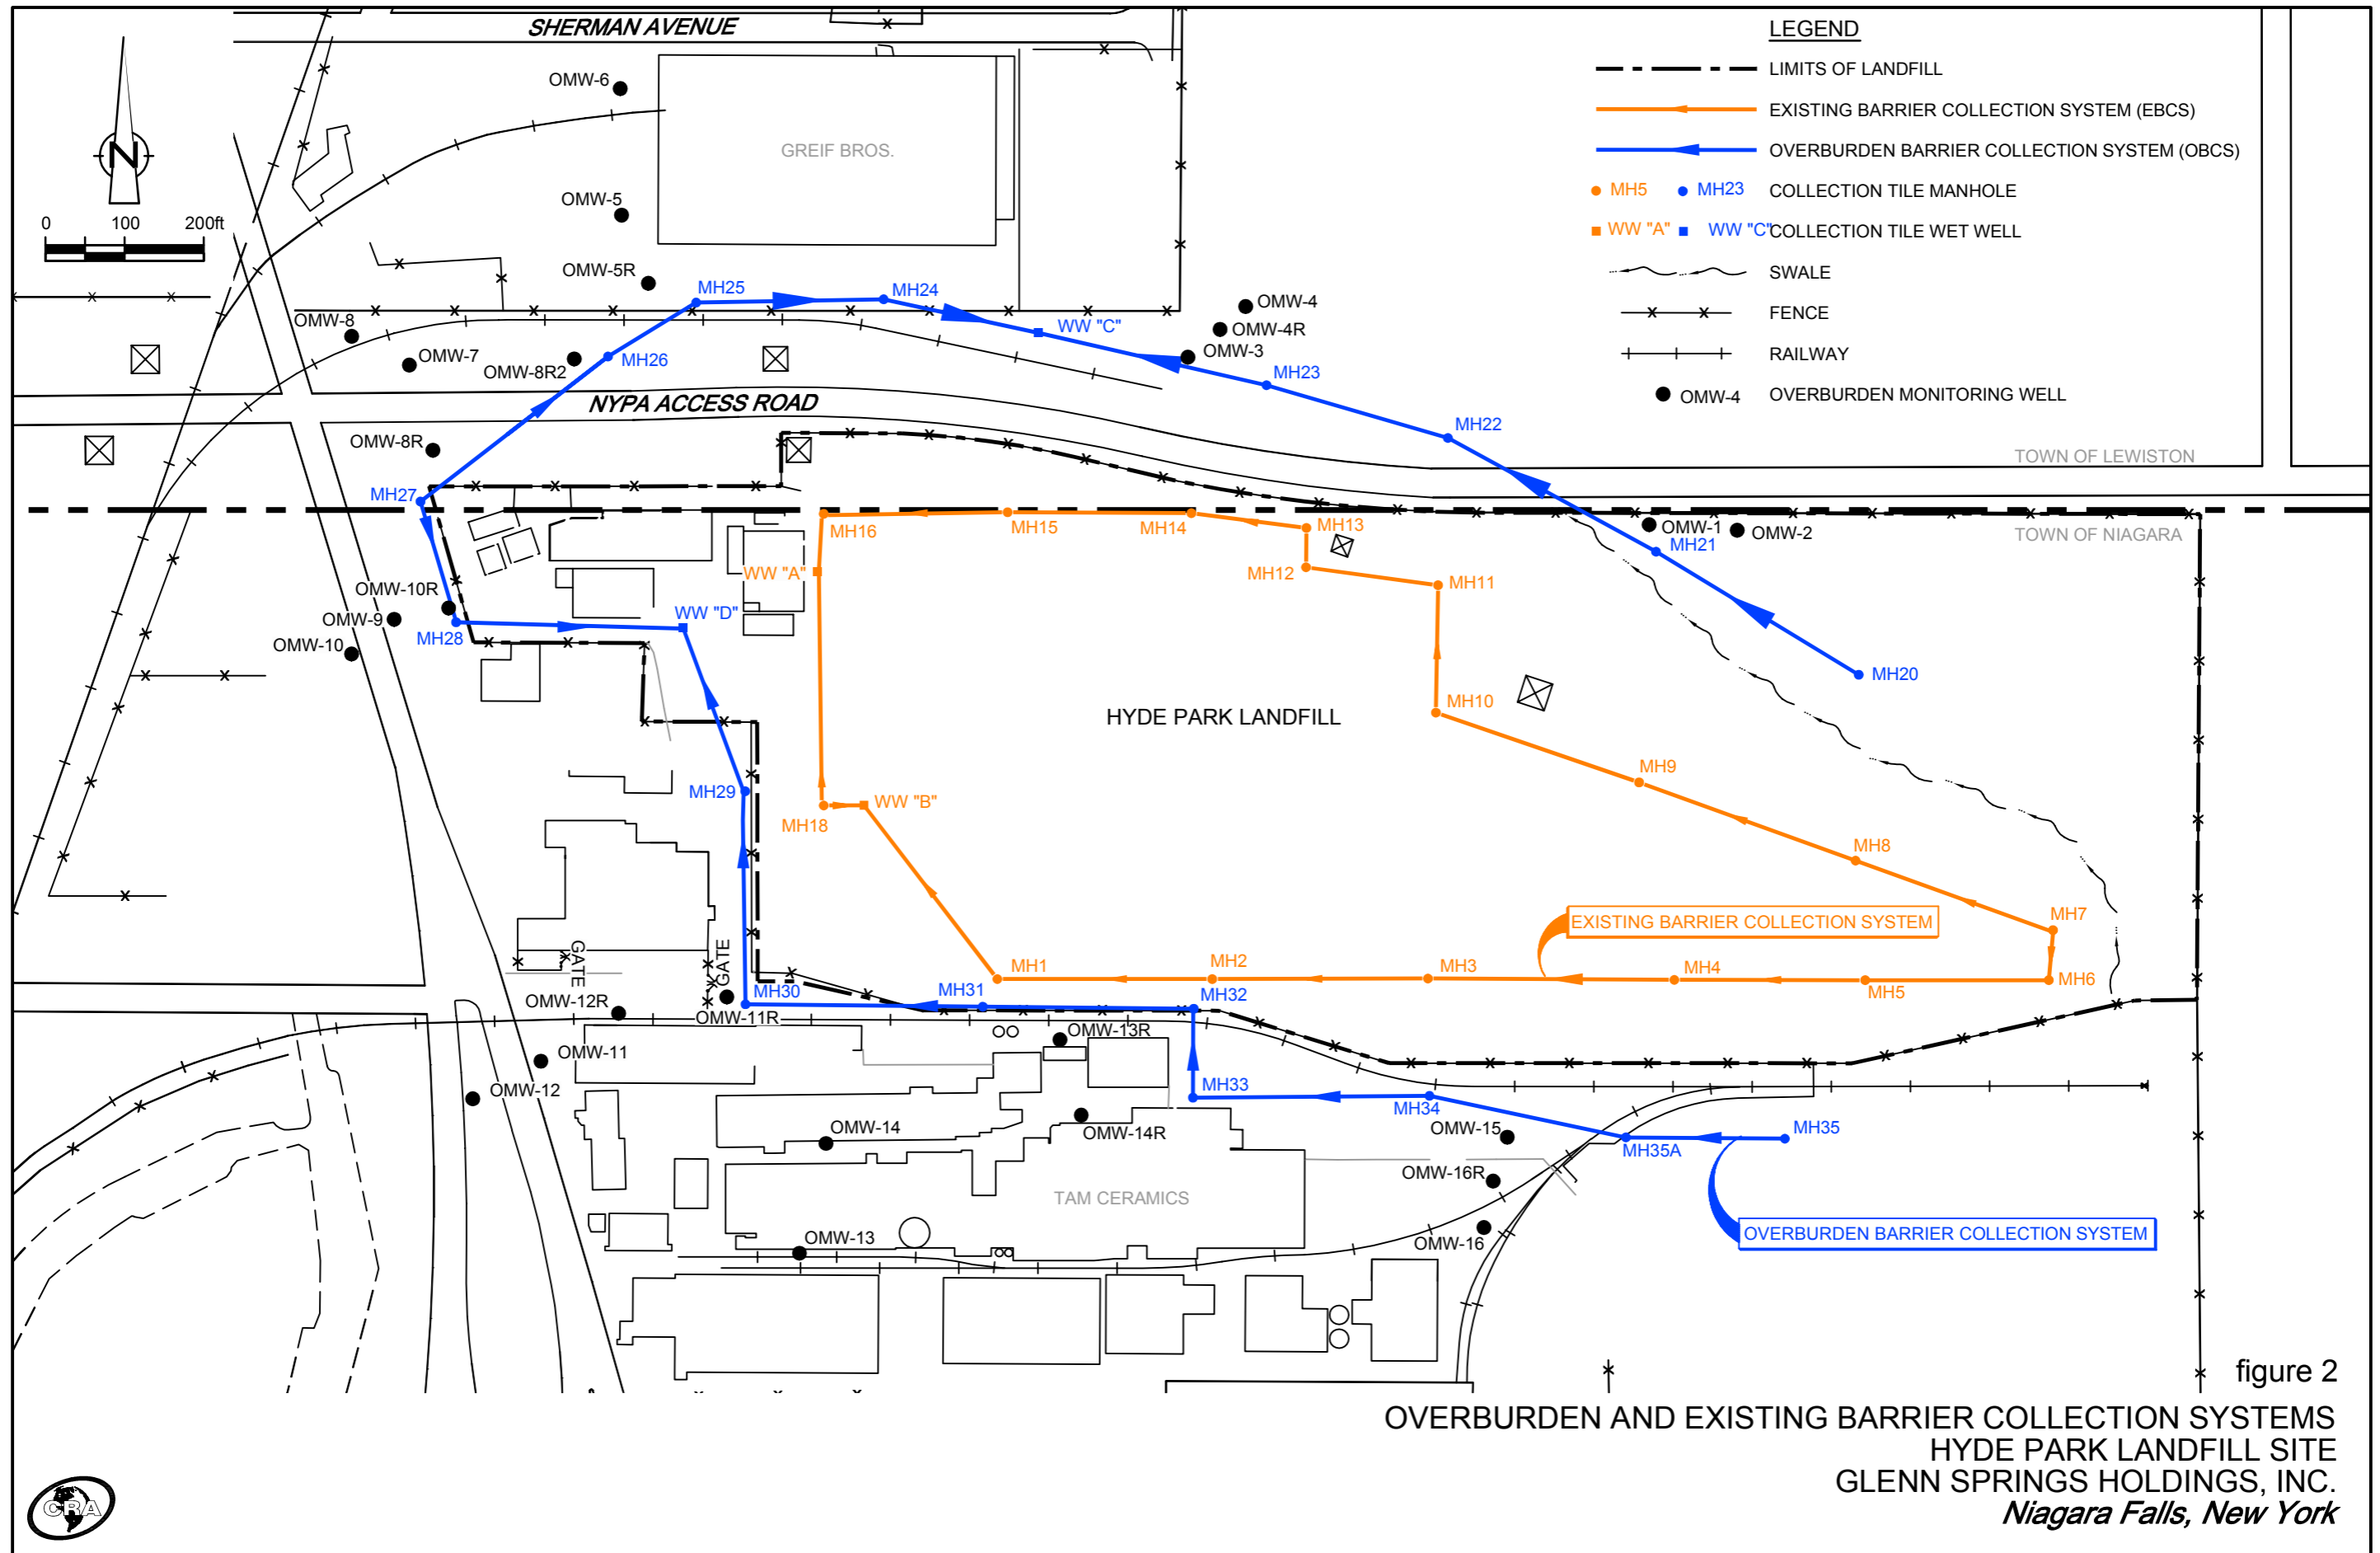 SHERMAN AVENUE
LEGEND
LIMITS OF LANDFILL
EXISTING BARRIER COLLECTION SYSTEM (EBCS)
OVERBURDEN BARRIER COLLECTION SYSTEM (OBCS)
MH5 MH23 COLLECTION TILE MANHOLE
WW "A" WW "C" COLLECTION TILE WET WELL
SWALE
FENCE
RAILWAY
OMW-4 OVERBURDEN MONITORING WELL
N
0 100 200ft
OMW-6
GREIF BROS.
OMW-5
OMW-5R
MH25
MH24
OMW-4
OMW-8
WW "C"
OMW-4R
OMW-7
OMW-3
MH26
OMW-8R2
MH23
NYPA ACCESS ROAD
MH22
OMW-8R
TOWN OF LEWISTON
MH27
MH16
MH15
MH14
MH13
OMW-1
OMW-2
TOWN OF NIAGARA
MH21
WW "A"
MH12
MH11
OMW-10R
OMW-9
WW "D"
MH28
OMW-10
MH20
MH10
HYDE PARK LANDFILL
MH9
MH29
WW "B"
MH18
MH8
MH7
EXISTING BARRIER COLLECTION SYSTEM
GATE
GATE
MH1
MH2
MH3
MH4
MH5
MH6
OMW-12R
MH30
MH31
MH32
OMW-11R
OMW-13R
OMW-11
OMW-12
MH33
MH34
OMW-14
OMW-14R
OMW-15
MH35A
MH35
OMW-16R
TAM CERAMICS
OMW-13
OMW-16
OVERBURDEN BARRIER COLLECTION SYSTEM
figure 2
OVERBURDEN AND EXISTING BARRIER COLLECTION SYSTEMS
HYDE PARK LANDFILL SITE
GLENN SPRINGS HOLDINGS, INC.
Niagara Falls, New York
CRA